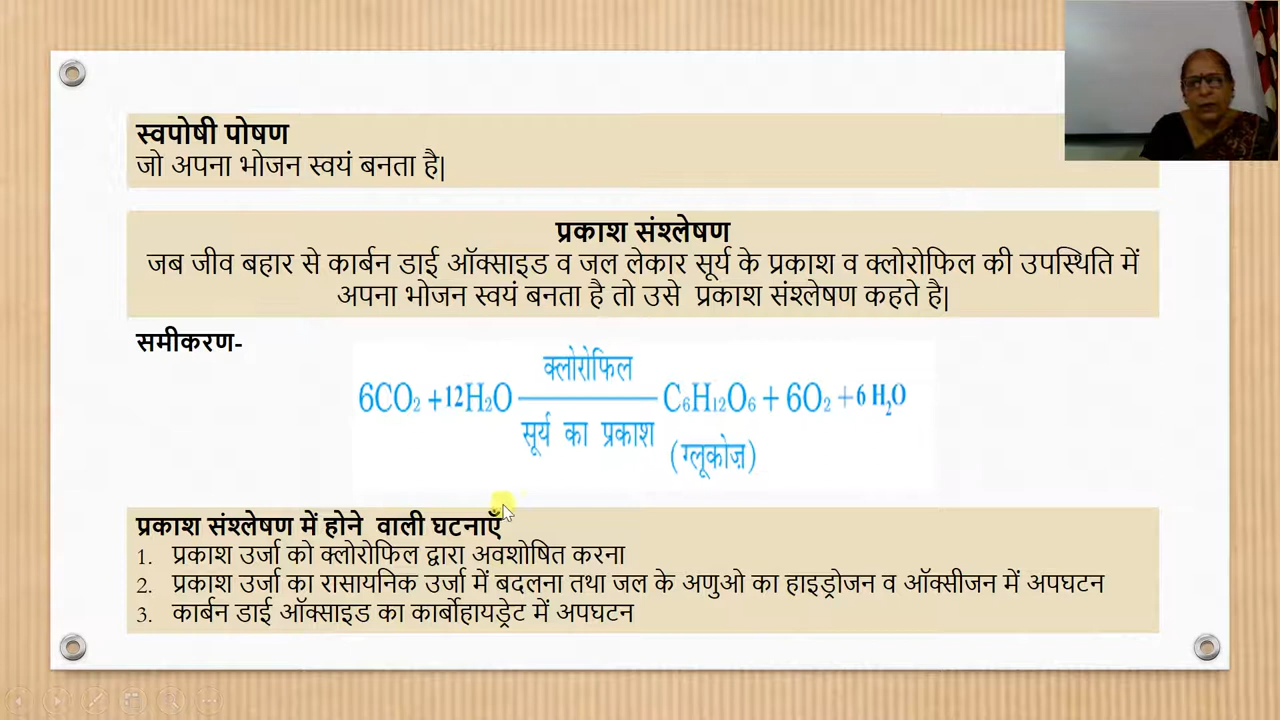 स्वपोषी पोषण
जो अपना भोजन स्वयं बनता है|
प्रकाश संश्लेषण
जब जीव बहार से कार्बन डाई ऑक्साइड व जल लेकार सूर्य के प्रकाश व क्लोरोफिल की उपस्थिति में
अपना भोजन स्वयं बनता है तो उसे प्रकाश संश्लेषण कहते है|
समीकरण-
क्लोरोफिल
6CO₂ +12H₂O C₆H₁₂O₆ + 6O₂ +6 H₂O
सूर्य का प्रकाश
(ग्लूकोज़)
प्रकाश संश्लेषण में होने वाली घटनाएँ
1. प्रकाश उर्जा को क्लोरोफिल द्वारा अवशोषित करना
2. प्रकाश उर्जा का रासायनिक उर्जा में बदलना तथा जल के अणुओ का हाइड्रोजन व ऑक्सीजन में अपघटन
3. कार्बन डाई ऑक्साइड का कार्बोहायड्रेट में अपघटन